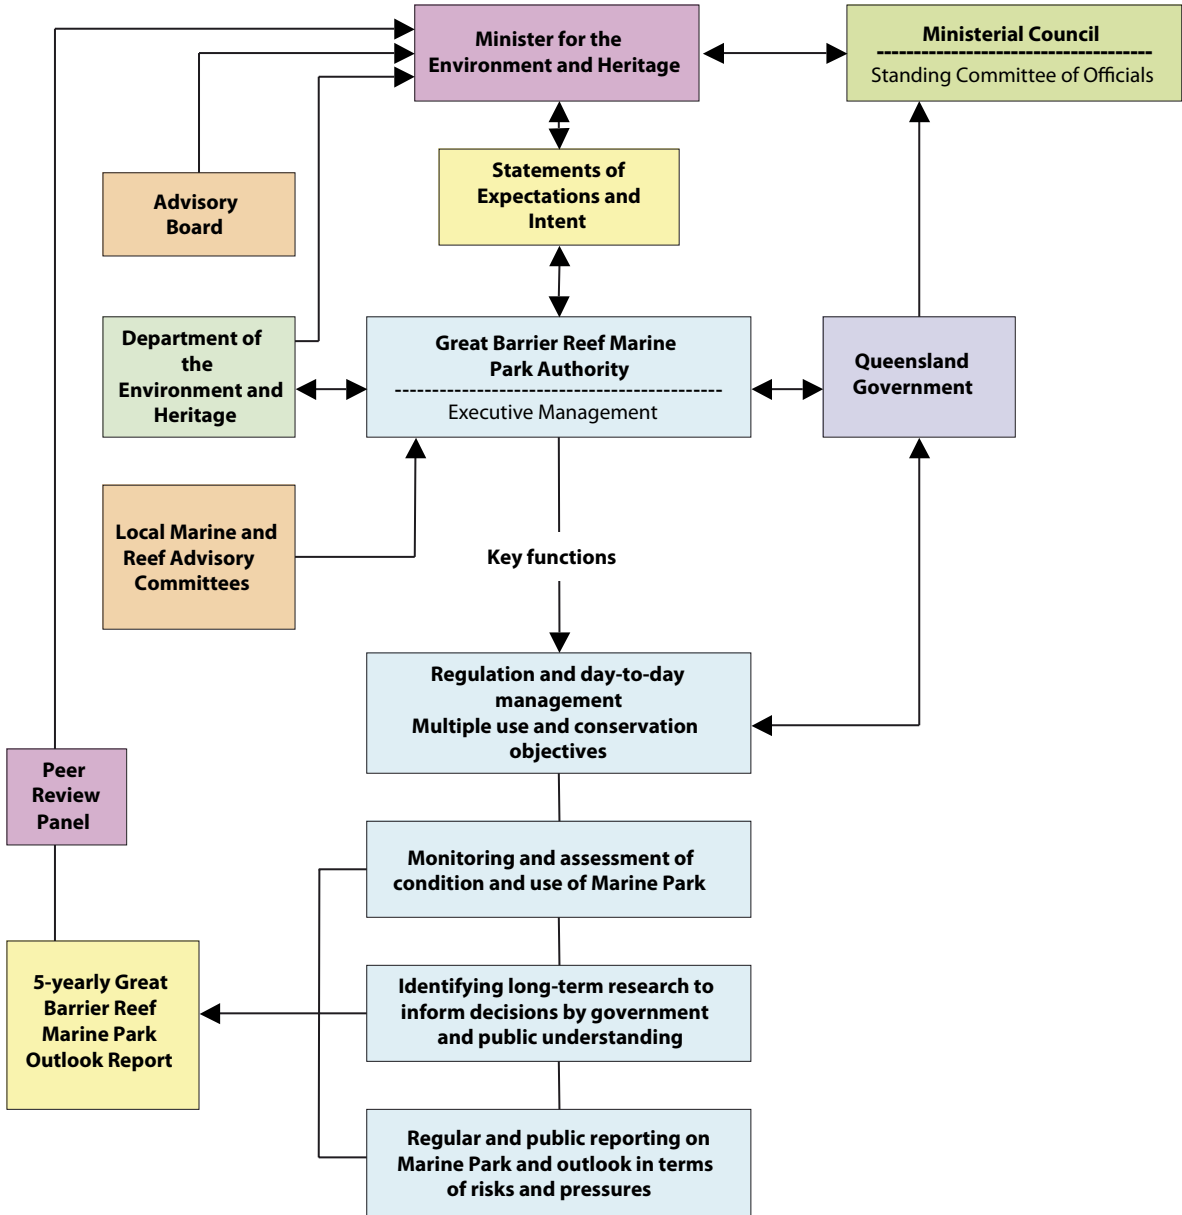 Minister for the
Environment and Heritage
Ministerial Council
Standing Committee of Officials
Statements of
Expectations and
Intent
Advisory
Board
Department of
the
Environment and
Heritage
Great Barrier Reef Marine
Park Authority
Executive Management
Queensland
Government
Local Marine and
Reef Advisory
Committees
Key functions
Regulation and day-to-day
management
Multiple use and conservation
objectives
Peer
Review
Panel
Monitoring and assessment of
condition and use of Marine Park
5-yearly Great
Barrier Reef
Marine Park
Outlook Report
Identifying long-term research to
inform decisions by government
and public understanding
Regular and public reporting on
Marine Park and outlook in terms
of risks and pressures